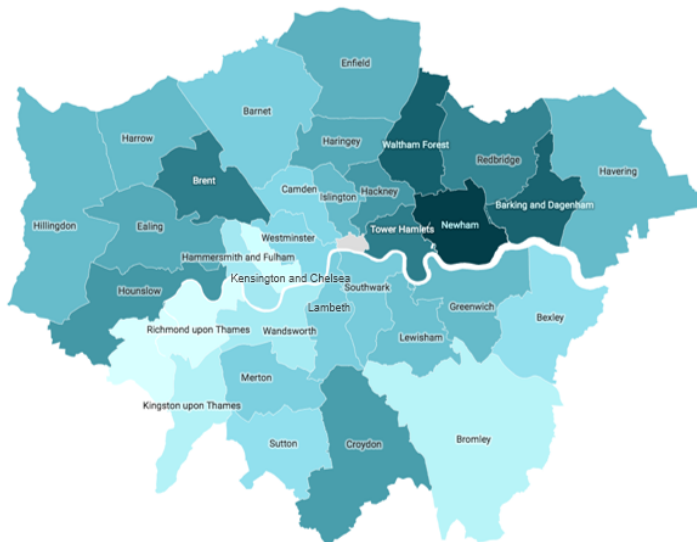 Enfield
Barnet
Harrow
Haringey
Waltham Forest
Redbridge
Havering
Brent
Camden
Islington
Hackney
Barking and Dagenham
Hillingdon
Ealing
Westminster
Tower Hamlets
Newham
Hammersmith and Fulham
Kensington and Chelsea
Hounslow
Southwark
Lambeth
Greenwich
Bexley
Richmond upon Thames
Wandsworth
Lewisham
Merton
Kingston upon Thames
Sutton
Croydon
Bromley